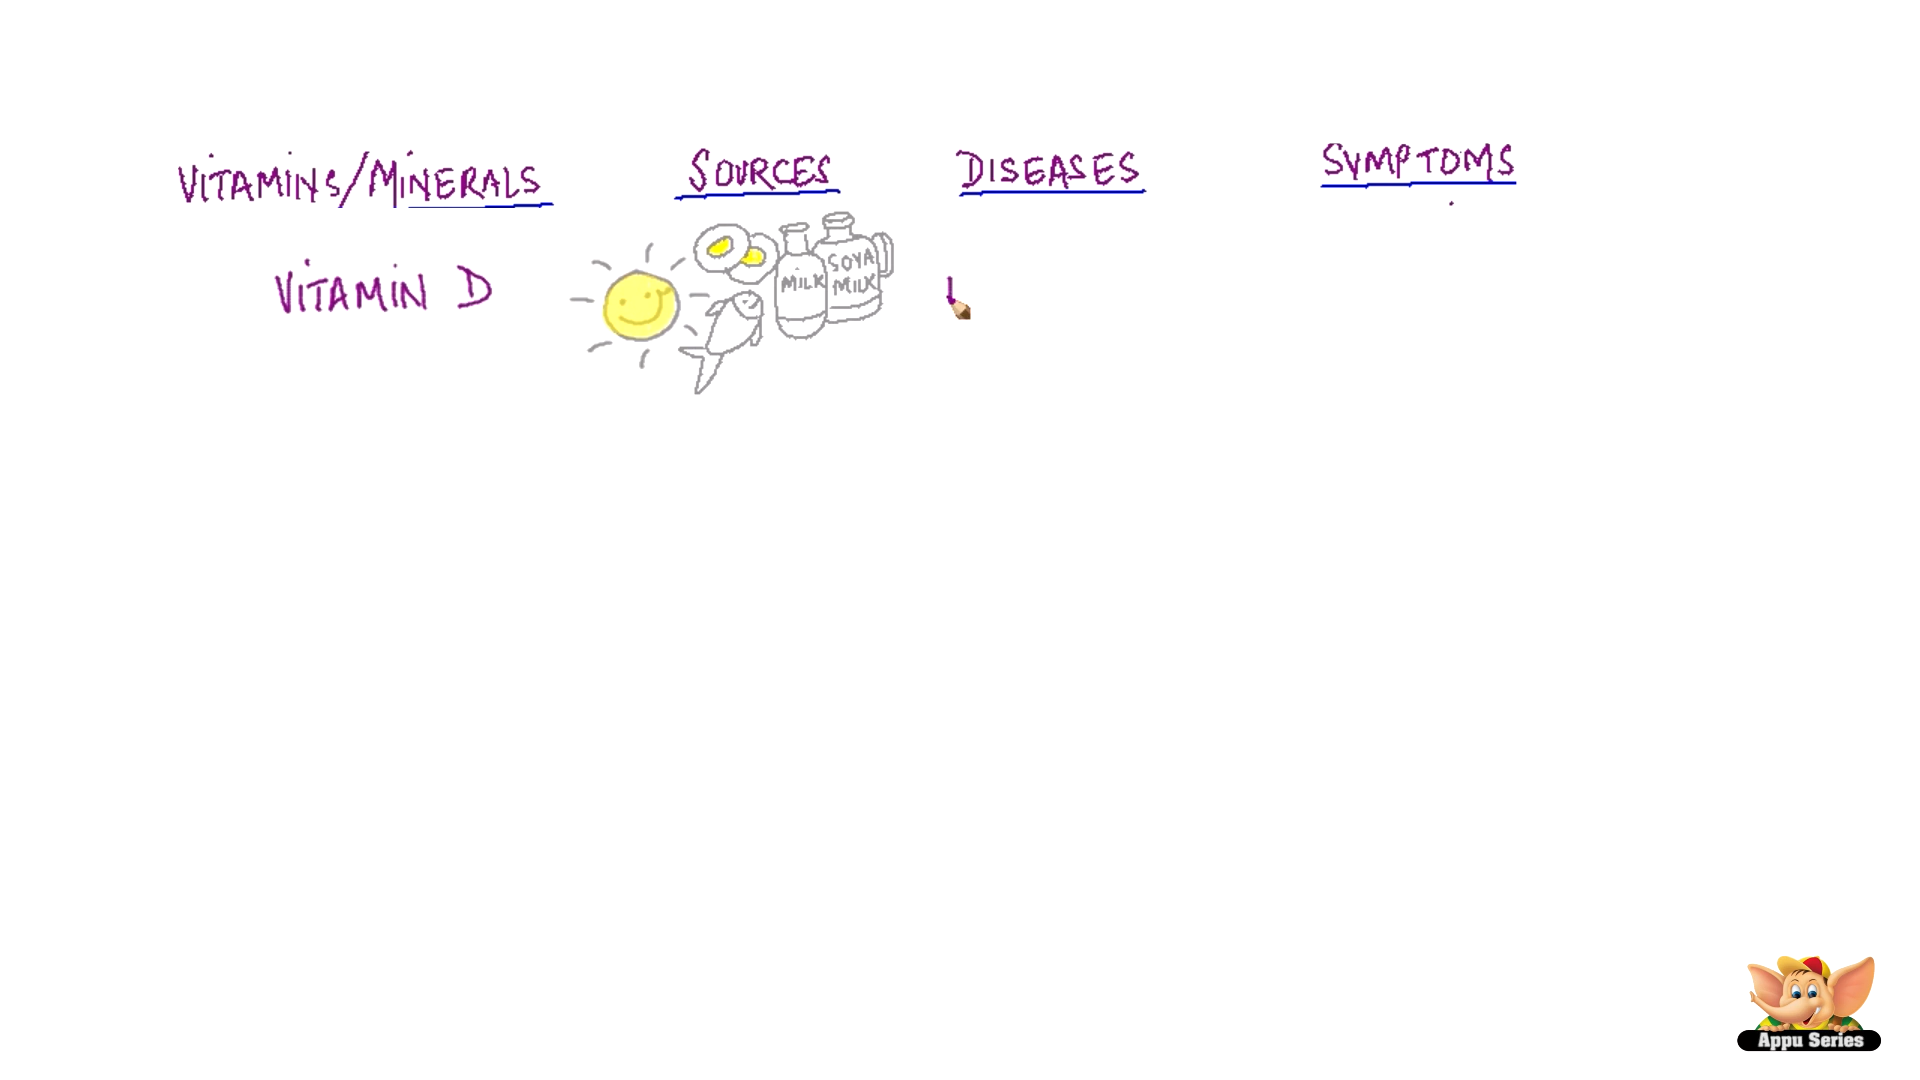 VITAMINS/MINERALS SOURCES DISEASES SYMPTOMS
VITAMIN D
MILK
SOYA
MILK
Appu Series